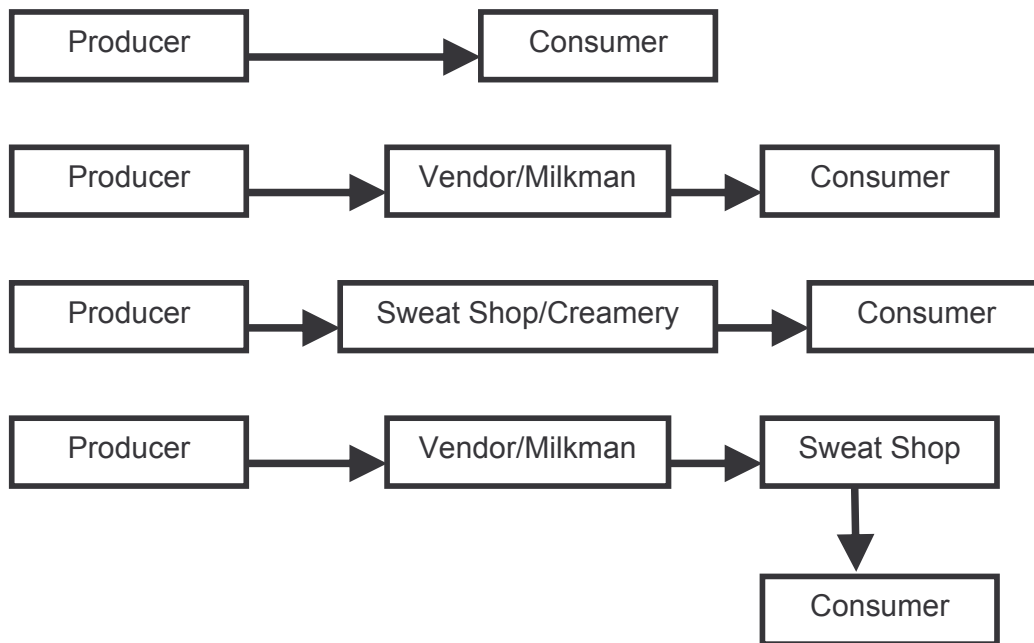 Producer Consumer
Producer Vendor/Milkman Consumer
Producer Sweat Shop/Creamery Consumer
Producer Vendor/Milkman Sweat Shop
Consumer